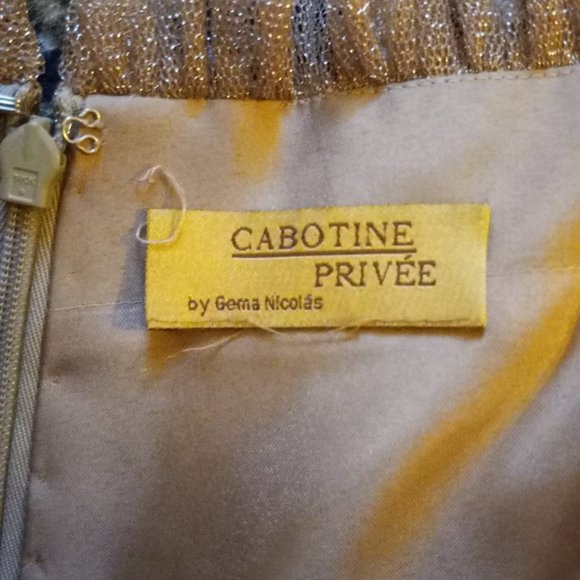 CABOTINE
PRIVÉE
by Gema Nicolás